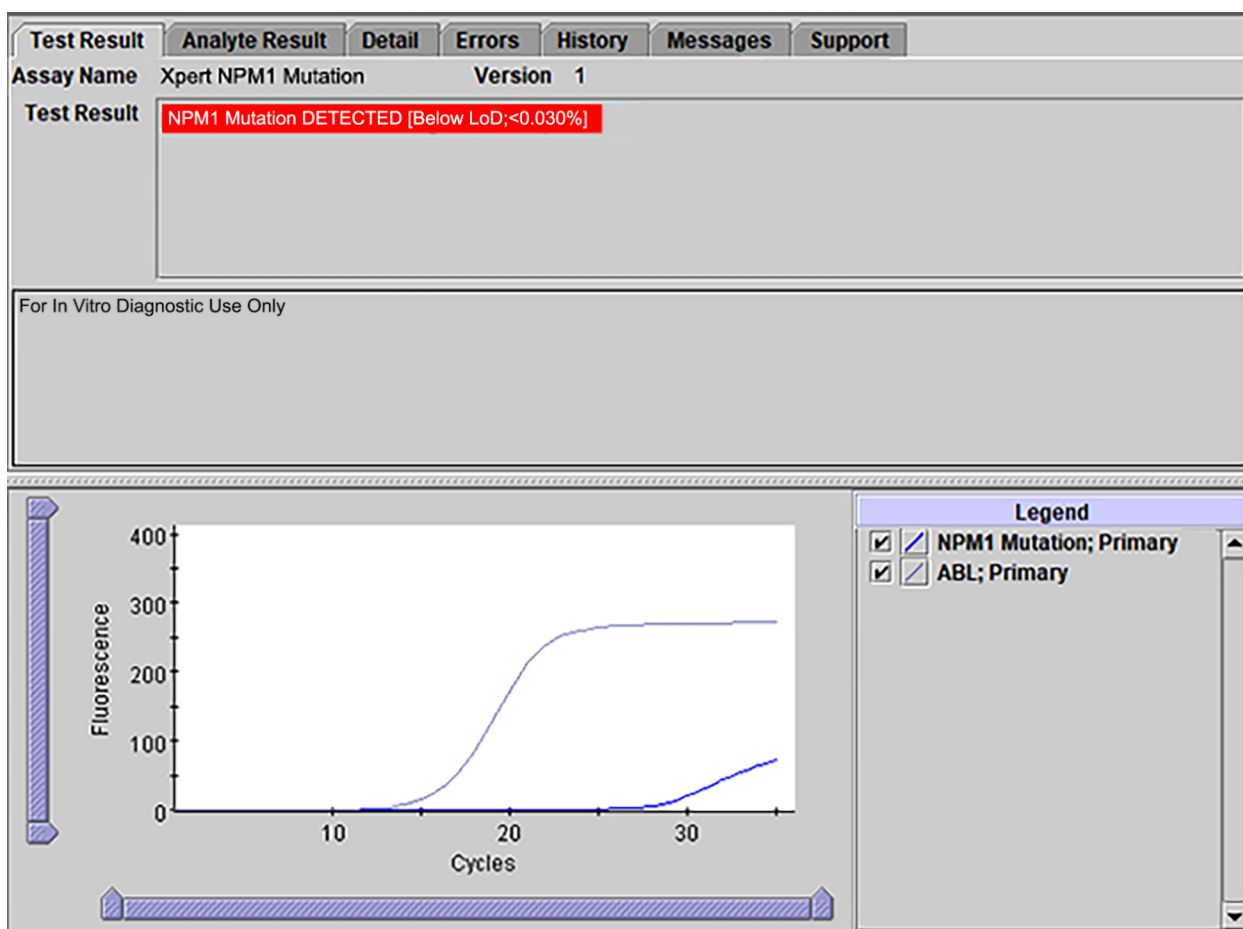 Test Result Analyte Result Detail Errors History Messages Support
Assay Name Xpert NPM1 Mutation Version 1
Test Result NPM1 Mutation DETECTED [Below LoD;<0.030%]
For In Vitro Diagnostic Use Only
400
300
200
100
0
Fluorescence
10 20 30
Cycles
Legend
NPM1 Mutation; Primary
ABL; Primary